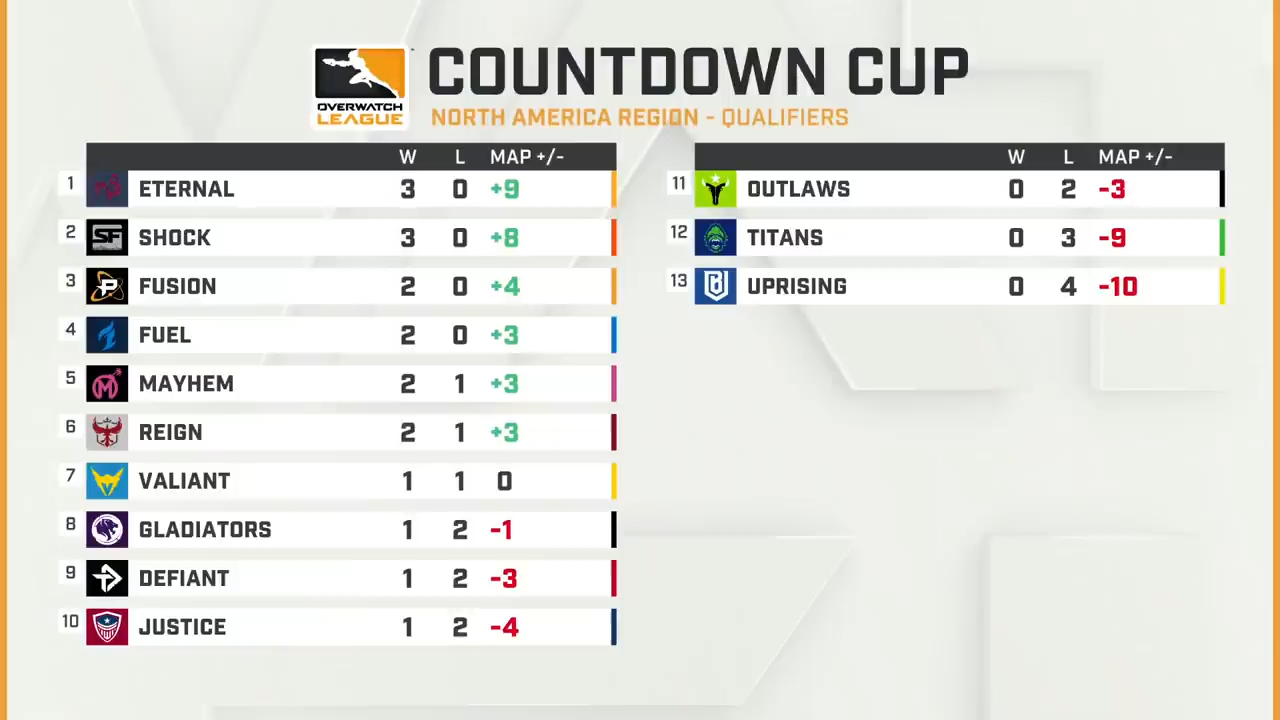 OVERWATCH
LEAGUE
COUNTDOWN CUP
NORTH AMERICA REGION - QUALIFIERS
W L MAP +/-
1 ETERNAL 3 0 +9
2 SF SHOCK 3 0 +8
3 P FUSION 2 0 +4
4 FUEL 2 0 +3
5 M MAYHEM 2 1 +3
6 REIGN 2 1 +3
7 VALIANT 1 1 0
8 GLADIATORS 1 2 -1
9 DEFIANT 1 2 -3
10 JUSTICE 1 2 -4
W L MAP +/-
11 OUTLAWS 0 2 -3
12 TITANS 0 3 -9
13 UPRISING 0 4 -10